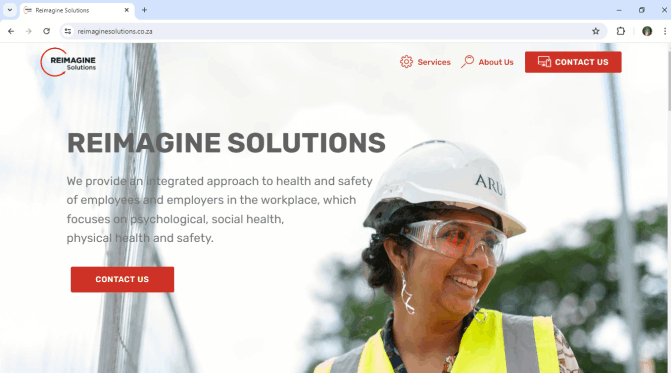 Reimagine Solutions
reimaginesolutions.co.za
REIMAGINE
Solutions
Services
About Us
CONTACT US
REIMAGINE SOLUTIONS
We provide an integrated approach to health and safety
of employees and employers in the workplace, which
focuses on psychological, social health,
physical health and safety.
CONTACT US
ARU